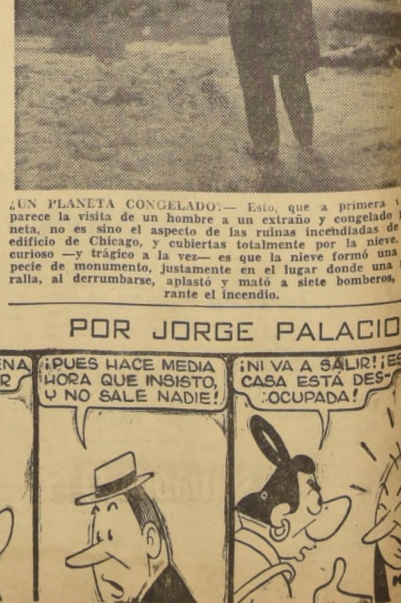 ¿UN PLANETA CONGELADO?— Esto, que a primera
parece la visita de un hombre a un extraño y congelado
neta, no es sino el aspecto de las ruinas incendiadas de
edificio de Chicago, y cubiertas totalmente por la nieve.
curioso —y trágico a la vez— es que la nieve formó una
pecie de monumento, justamente en el lugar donde una
ralla, al derrumbarse, aplastó y mató a siete bomberos,
rante el incendio.
POR JORGE PALACIO
ENA
R
¡PUES HACE MEDIA
HORA QUE INSISTO,
Y NO SALE NADIE!
¡NI VA A SALIR! ¡ES
CASA ESTÁ DES-
OCUPADA!